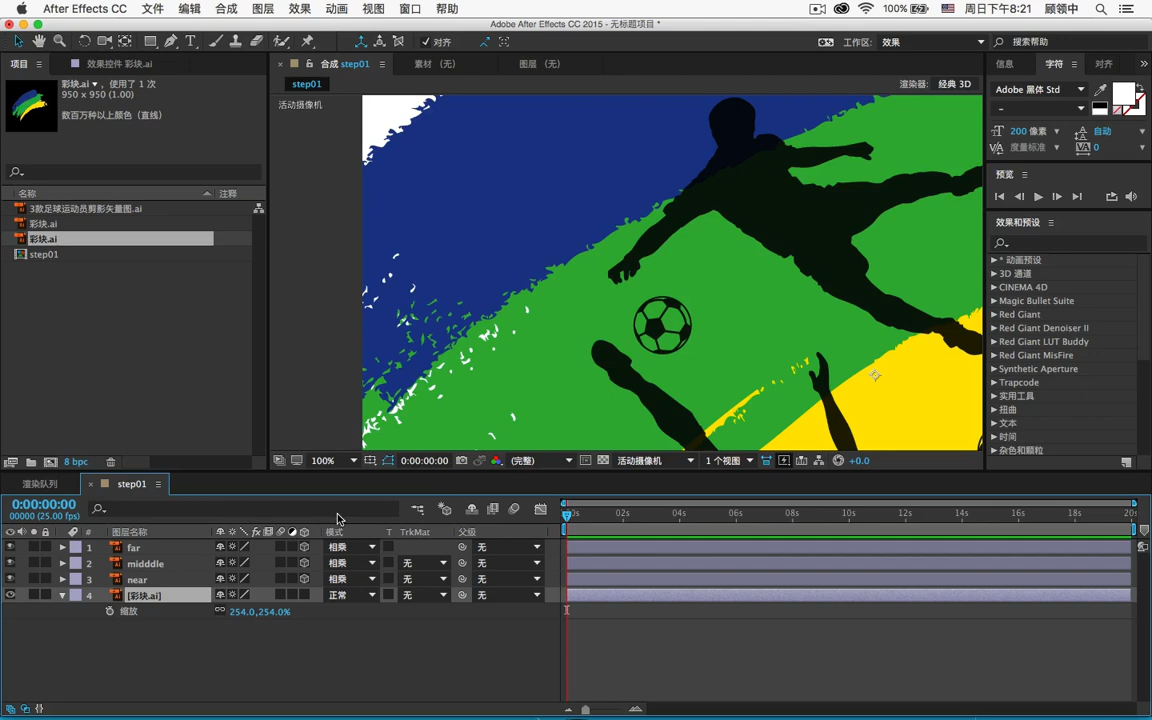 After Effects CC 文件 编辑 合成 图层 效果 动画 视图 窗口 帮助 100% 周日下午8:21 顾领中
Adobe After Effects CC 2015 - 无标题项目 *
对齐 工作区: 效果 搜索帮助
项目 效果控件 彩块.ai 合成 step01 素材 (无) 图层 (无) 信息 字符 对齐
step01 渲染器: 经典 3D
彩块.ai , 使用了 1 次
950 x 950 (1.00)
数百万种以上颜色 (直线)
活动摄像机
Adobe 黑体 Std
-
200 像素 自动
度量标准 0
预览
名称 注释
3款足球运动员剪影矢量图.ai
彩块.ai
彩块.ai
step01
效果和预设
* 动画预设
3D 通道
CINEMA 4D
Magic Bullet Suite
Red Giant
Red Giant Denoiser II
Red Giant LUT Buddy
Red Giant MisFire
Synthetic Aperture
Trapcode
实用工具
扭曲
文本
时间
杂色和颗粒
8 bpc 100% 0:00:00:00 (完整) 活动摄像机 1 个视图 +0.0
渲染队列 step01
0:00:00:00
00000 (25.00 fps)
0s 02s 04s 06s 08s 10s 12s 14s 16s 18s 20s
# 图层名称 fx 模式 T TrkMat 父级
1 far 相乘 无
2 midddle 相乘 无 无
3 near 相乘 无 无
4 [彩块.ai] 正常 无 无
缩放 254.0,254.0%